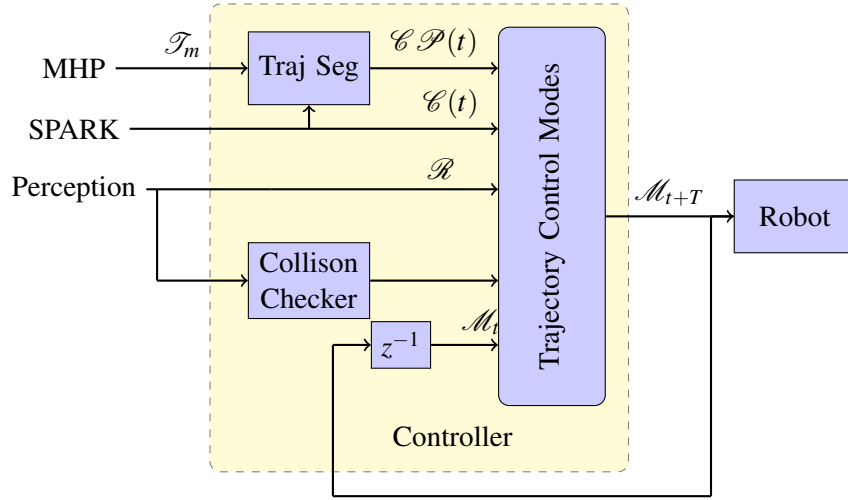 𝒯ₘ
MHP
Traj Seg
𝒞𝒫(t)
SPARK
𝒞(t)
Perception
ℛ
Trajectory Control Modes
ℳₜ₊T
Robot
Collison
Checker
z⁻¹
ℳₜ
Controller